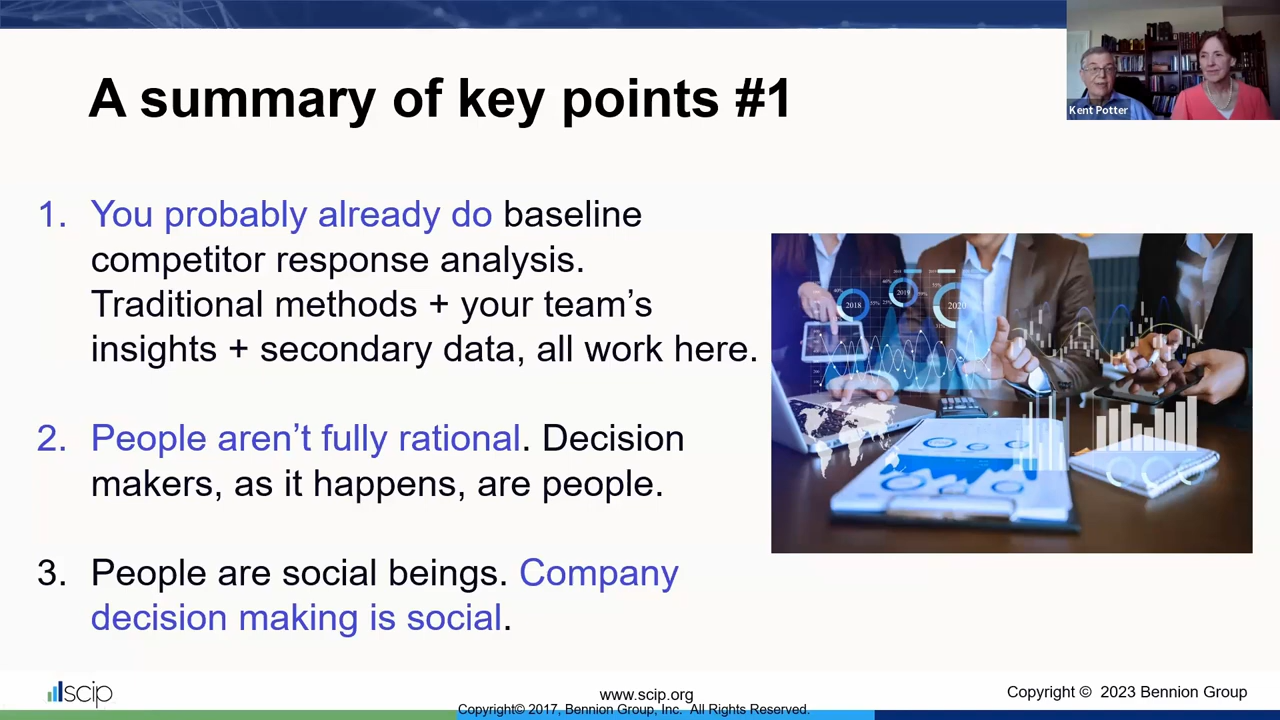 A summary of key points #1
Kent Potter
1. You probably already do baseline
competitor response analysis.
Traditional methods + your team’s
insights + secondary data, all work here.
2. People aren’t fully rational. Decision
makers, as it happens, are people.
3. People are social beings. Company
decision making is social.
2018
2019
2020
scip
www.scip.org
Copyright © 2023 Bennion Group
Copyright© 2017, Bennion Group, Inc. All Rights Reserved.